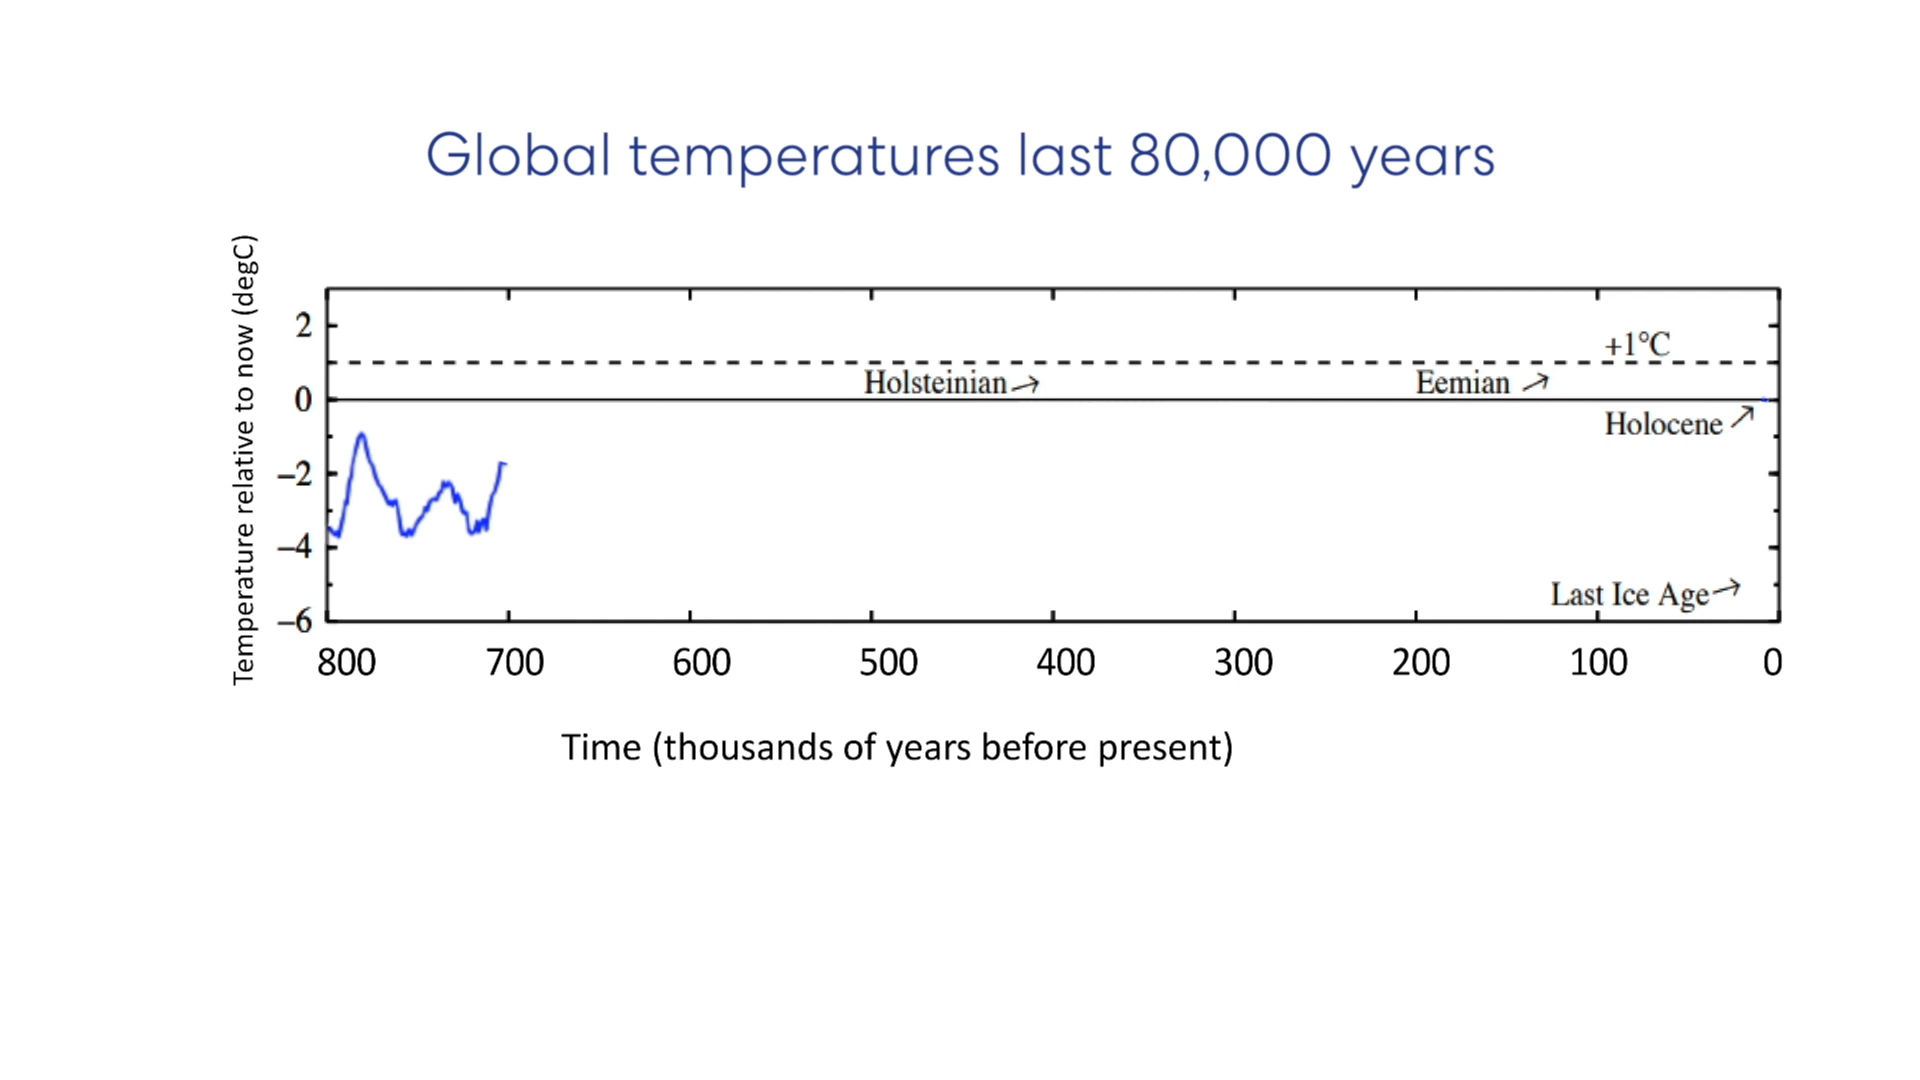 Global temperatures last 80,000 years
Temperature relative to now (degC)
2
0
−2
−4
−6
+1°C
Holsteinian
Eemian
Holocene
Last Ice Age
800 700 600 500 400 300 200 100 0
Time (thousands of years before present)